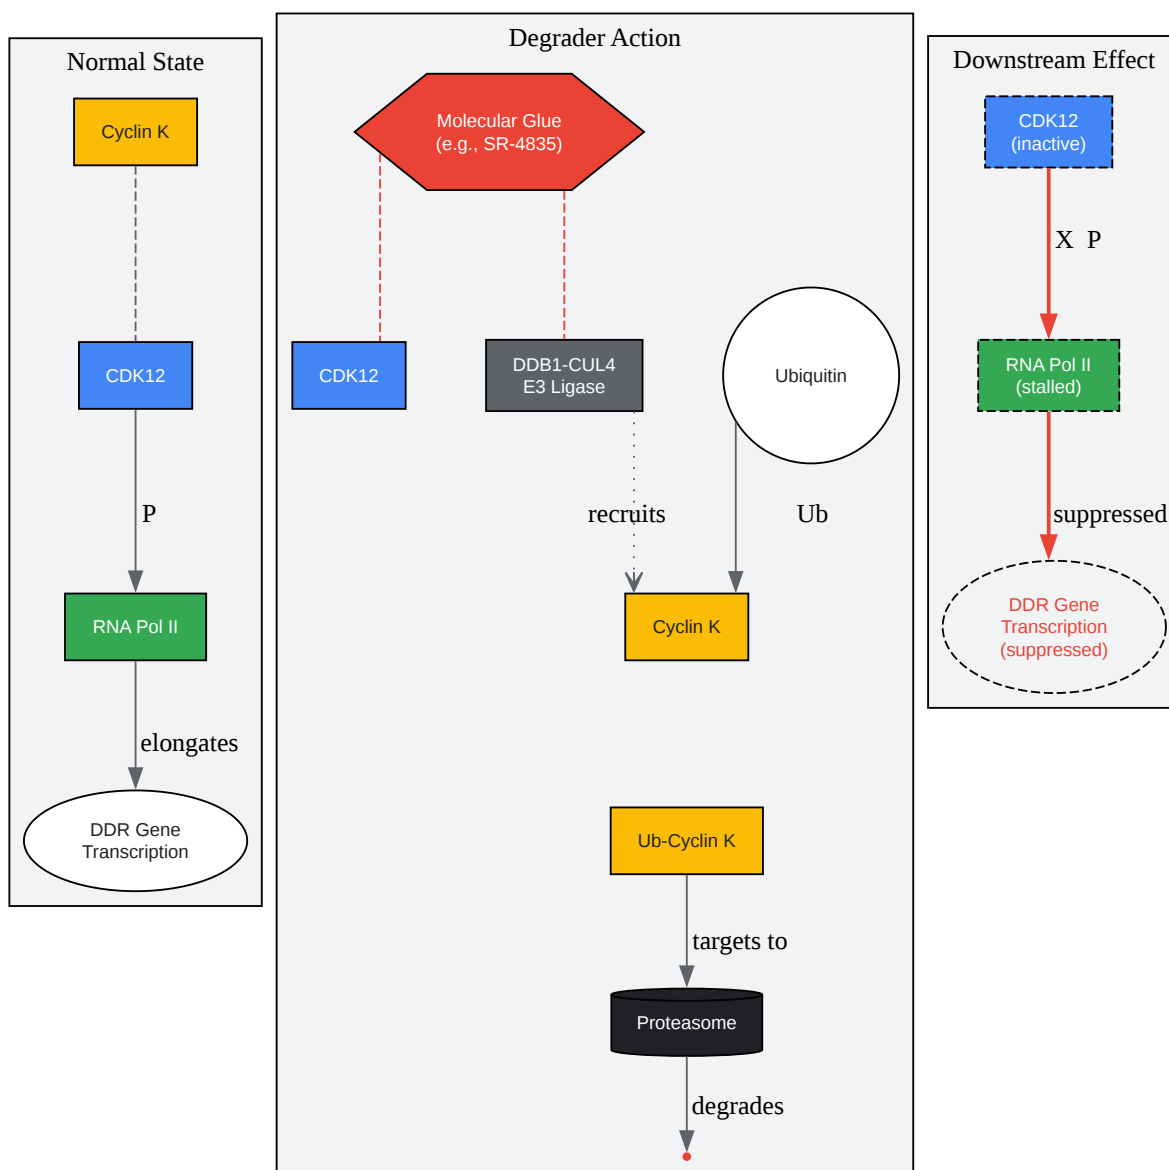 Normal State
Cyclin K
CDK12
P
RNA Pol II
elongates
DDR Gene
Transcription
Degrader Action
Molecular Glue
(e.g., SR-4835)
CDK12
DDB1-CUL4
E3 Ligase
Ubiquitin
recruits
Ub
Cyclin K
Ub-Cyclin K
targets to
Proteasome
degrades
Downstream Effect
CDK12
(inactive)
X P
RNA Pol II
(stalled)
suppressed
DDR Gene
Transcription
(suppressed)